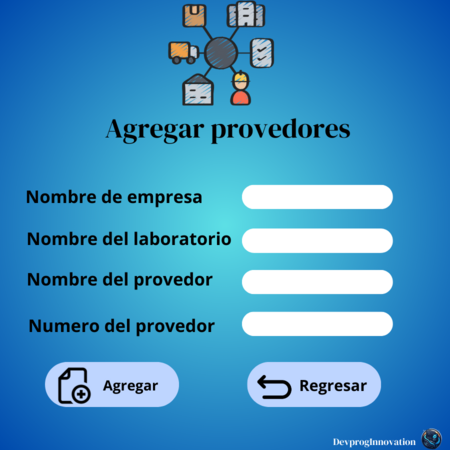 Agregar provedores
Nombre de empresa
Nombre del laboratorio
Nombre del provedor
Numero del provedor
Agregar
Regresar
DevprogInnovation